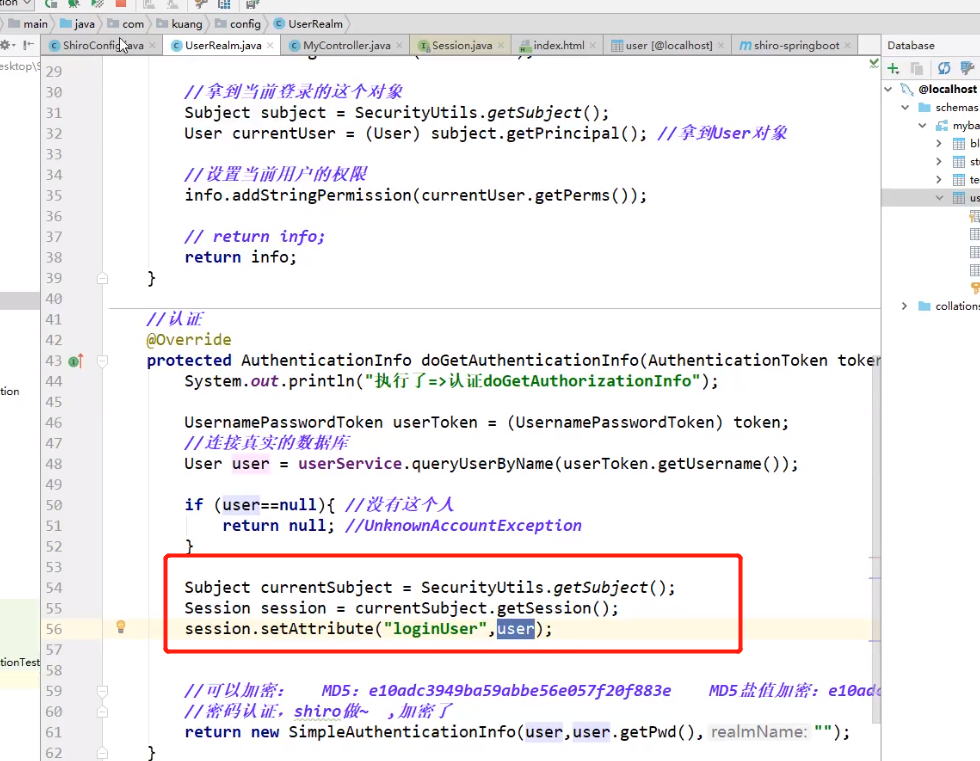 main java com kuang config UserRealm
ShiroConfig.java UserRealm.java MyController.java Session.java index.html user [@localhost] shiro-springboot Database
29
30 //拿到当前登录的这个对象
31 Subject subject = SecurityUtils.getSubject();
32 User currentUser = (User) subject.getPrincipal(); //拿到User对象
33
34 //设置当前用户的权限
35 info.addStringPermission(currentUser.getPerms());
36
37 // return info;
38 return info;
39 }
40
41 //认证
42 @Override
43 protected AuthenticationInfo doGetAuthenticationInfo(AuthenticationToken token
44 System.out.println("执行了=>认证doGetAuthorizationInfo");
45
46 UsernamePasswordToken userToken = (UsernamePasswordToken) token;
47 //连接真实的数据库
48 User user = userService.queryUserByName(userToken.getUsername());
49
50 if (user==null){ //没有这个人
51 return null; //UnknownAccountException
52 }
53
54 Subject currentSubject = SecurityUtils.getSubject();
55 Session session = currentSubject.getSession();
56 session.setAttribute("loginUser",user);
57
58
59 //可以加密： MD5：e10adc3949ba59abbe56e057f20f883e MD5盐值加密：e10adc
60 //密码认证，shiro做~ ,加密了
61 return new SimpleAuthenticationInfo(user,user.getPwd(), realmName: "");
62 }
esktop\S
tion
tionTest
@localhost
schemas
myba
bl
st
te
us
collations